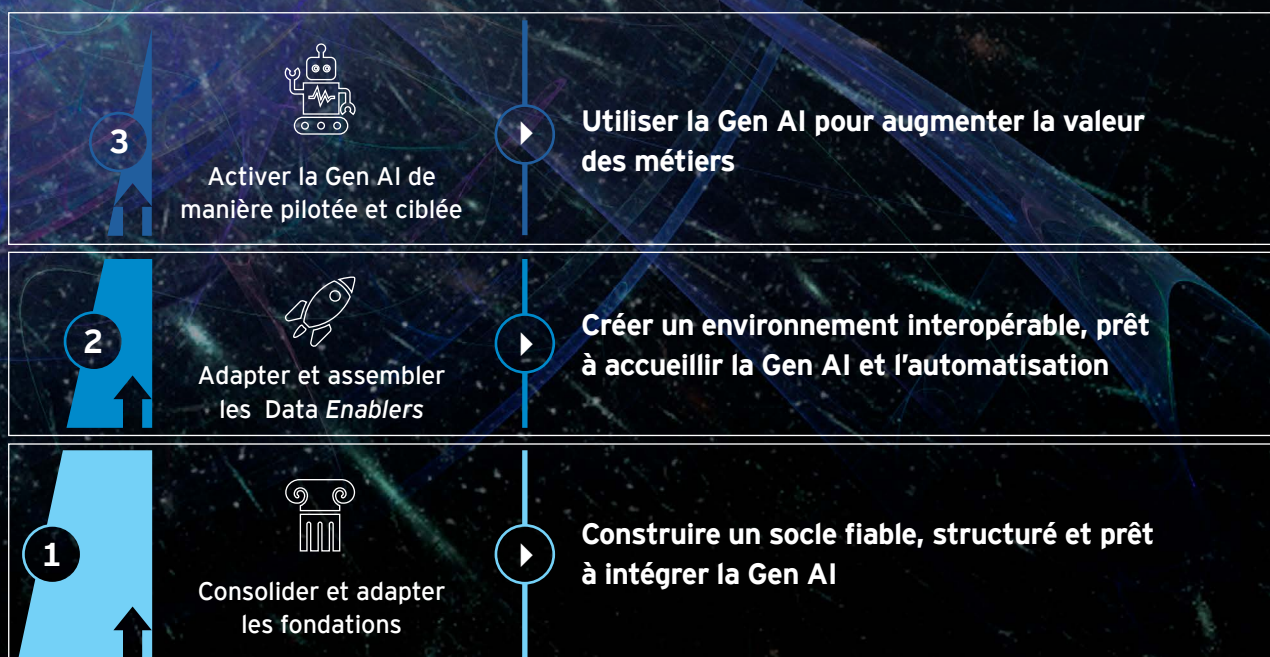 3
Activer la Gen AI de
manière pilotée et ciblée
Utiliser la Gen AI pour augmenter la valeur
des métiers
2
Adapter et assembler
les Data Enablers
Créer un environnement interopérable, prêt
à accueillir la Gen AI et l'automatisation
1
Consolider et adapter
les fondations
Construire un socle fiable, structuré et prêt
à intégrer la Gen AI